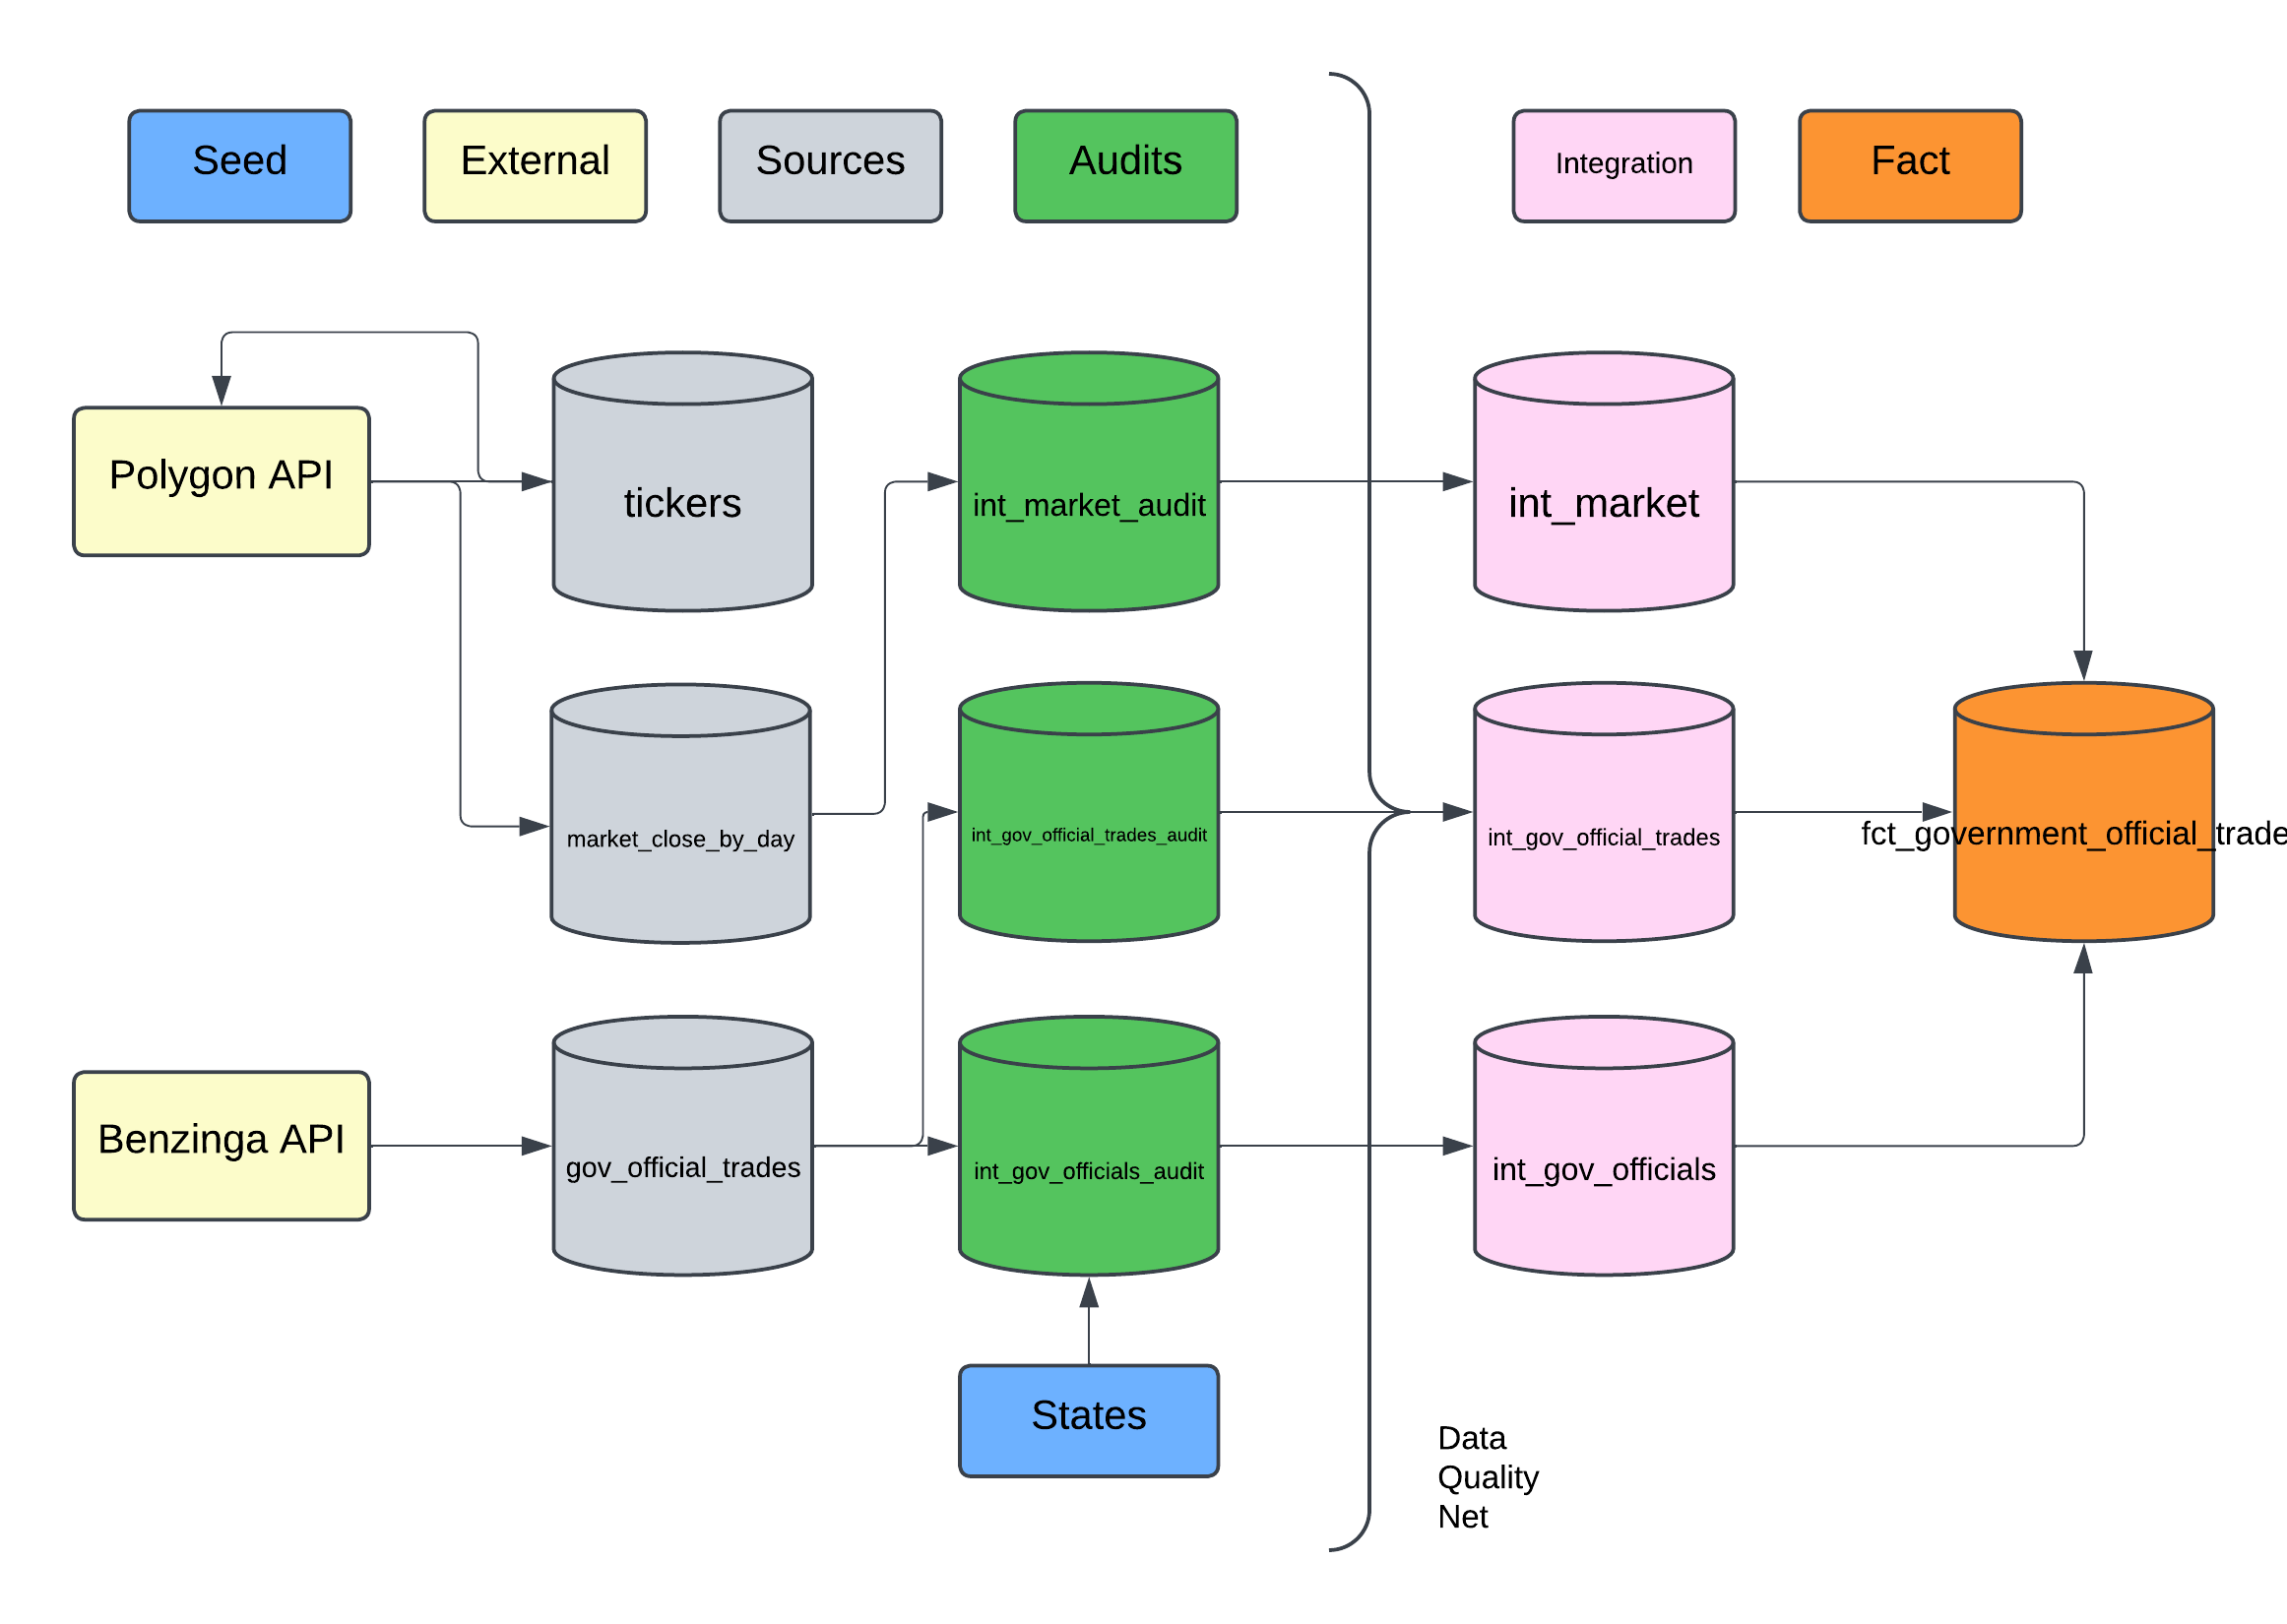 Seed
External
Sources
Audits
Integration
Fact
Polygon API
tickers
int_market_audit
int_market
market_close_by_day
int_gov_official_trades_audit
int_gov_official_trades
fct_government_official_trade
Benzinga API
gov_official_trades
int_gov_officials_audit
int_gov_officials
States
Data
Quality
Net